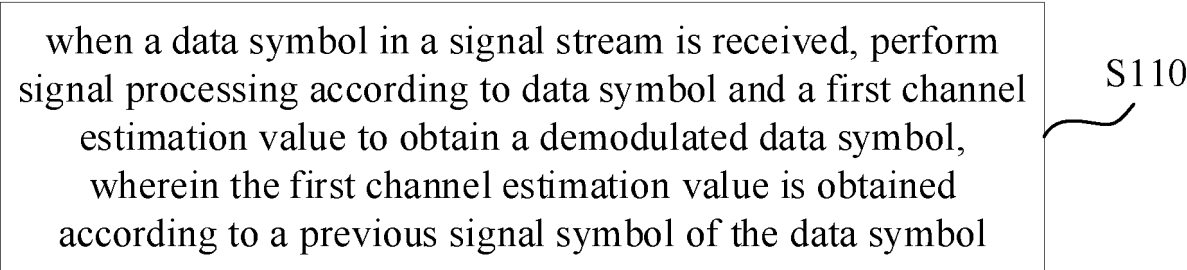 when a data symbol in a signal stream is received, perform
signal processing according to data symbol and a first channel
estimation value to obtain a demodulated data symbol,
wherein the first channel estimation value is obtained
according to a previous signal symbol of the data symbol
S110